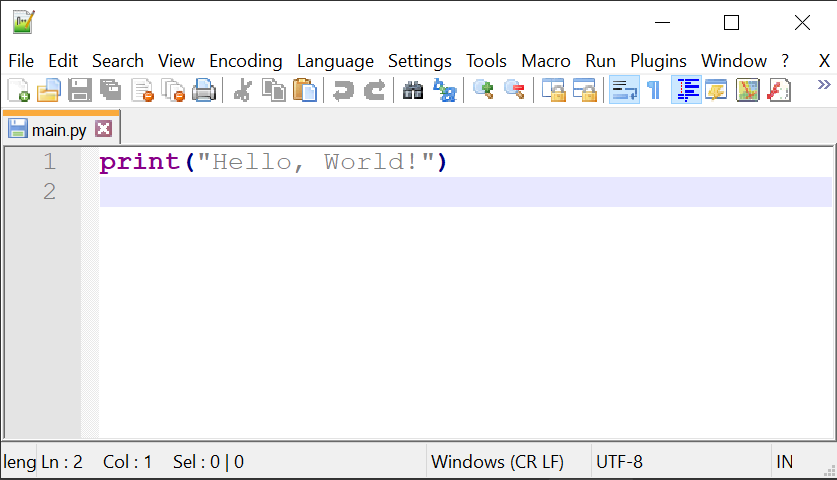 File Edit Search View Encoding Language Settings Tools Macro Run Plugins Window ? X
main.py
1 print("Hello, World!")
2
leng Ln : 2 Col : 1 Sel : 0 | 0 Windows (CR LF) UTF-8 IN